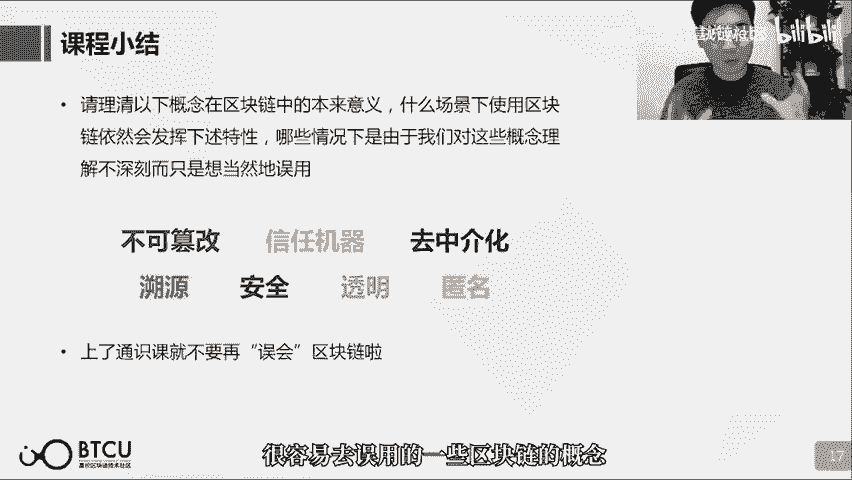 课程小结
bilibili
• 请理清以下概念在区块链中的本来意义，什么场景下使用区块
链依然会发挥下述特性，哪些情况下是由于我们对这些概念理
解不深刻而只是想当然地误用
不可篡改 信任机器 去中介化
溯源 安全 透明 匿名
• 上了通识课就不要再“误会”区块链啦
BTCU
高校区块链技术社区
很容易去误用的一些区块链的概念
17